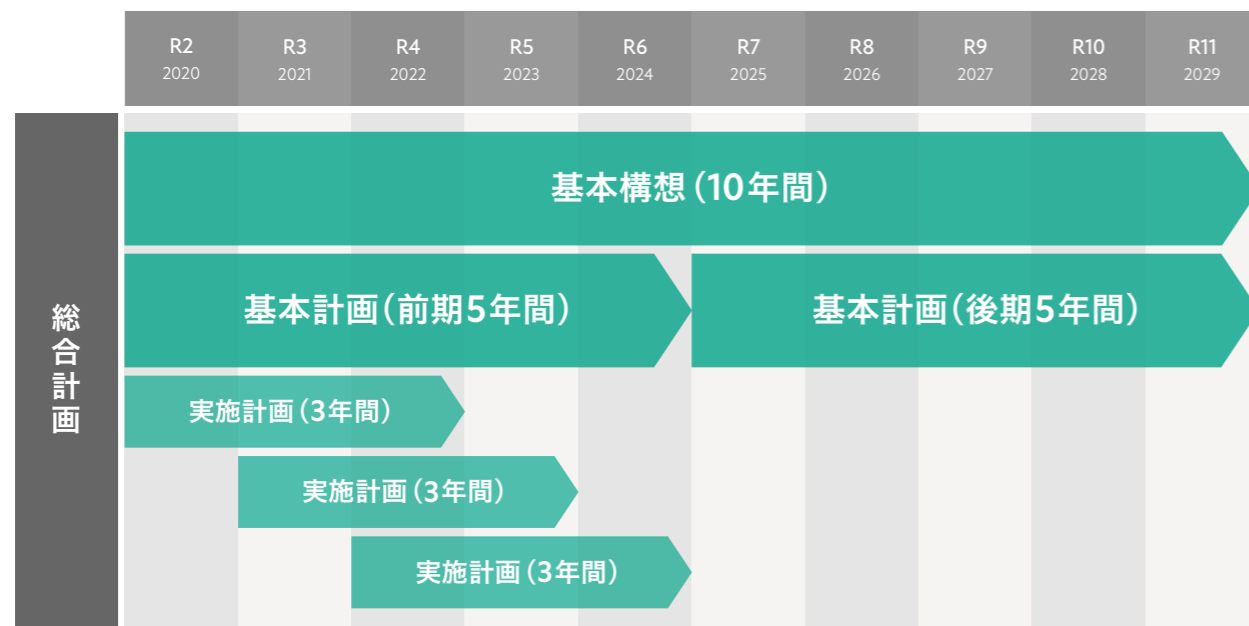 R2 R3 R4 R5 R6 R7 R8 R9 R10 R11
2020 2021 2022 2023 2024 2025 2026 2027 2028 2029
総合計画
基本構想（10年間）
基本計画（前期5年間） 基本計画（後期5年間）
実施計画（3年間）
実施計画（3年間）
実施計画（3年間）